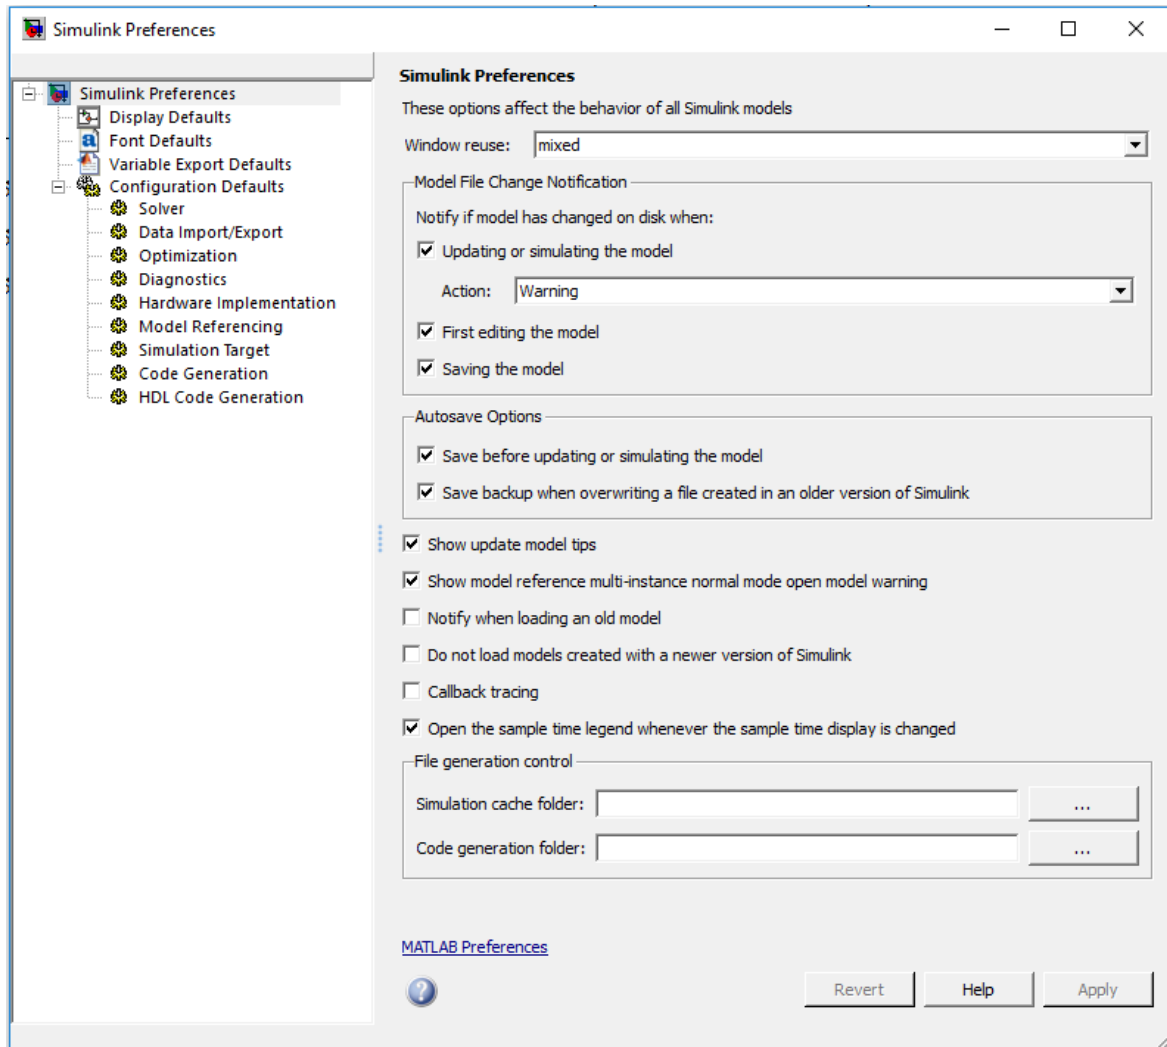 Simulink Preferences
Simulink Preferences
Display Defaults
Font Defaults
Variable Export Defaults
Configuration Defaults
Solver
Data Import/Export
Optimization
Diagnostics
Hardware Implementation
Model Referencing
Simulation Target
Code Generation
HDL Code Generation
Simulink Preferences
These options affect the behavior of all Simulink models
Window reuse: mixed
Model File Change Notification
Notify if model has changed on disk when:
Updating or simulating the model
Action: Warning
First editing the model
Saving the model
Autosave Options
Save before updating or simulating the model
Save backup when overwriting a file created in an older version of Simulink
Show update model tips
Show model reference multi-instance normal mode open model warning
Notify when loading an old model
Do not load models created with a newer version of Simulink
Callback tracing
Open the sample time legend whenever the sample time display is changed
File generation control
Simulation cache folder: ...
Code generation folder: ...
MATLAB Preferences
Revert Help Apply